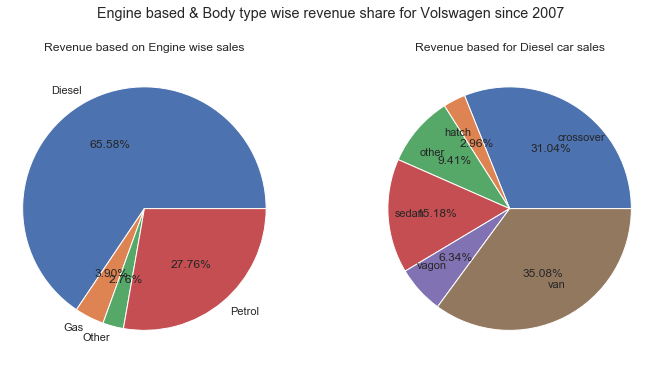 Engine based & Body type wise revenue share for Volswagen since 2007
Revenue based on Engine wise sales
Diesel
65.58%
3.90%
2.76%
27.76%
Gas
Other
Petrol
Revenue based for Diesel car sales
hatch
2.96%
crossover
31.04%
other
9.41%
sedan
15.18%
vagon
6.34%
35.08%
van